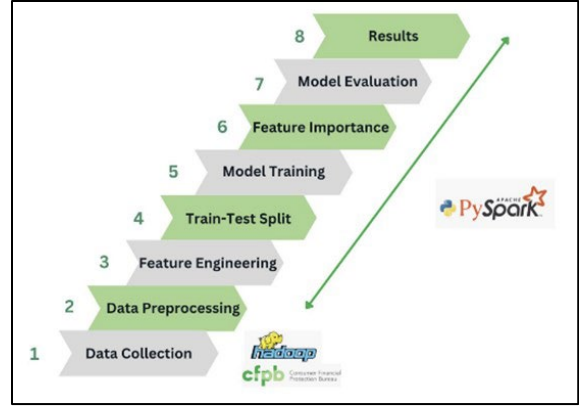 8 Results
7 Model Evaluation
6 Feature Importance
5 Model Training
4 Train-Test Split
3 Feature Engineering
2 Data Preprocessing
1 Data Collection
APACHE
PySpark
hadoop
cfpb Consumer Financial
Protection Bureau